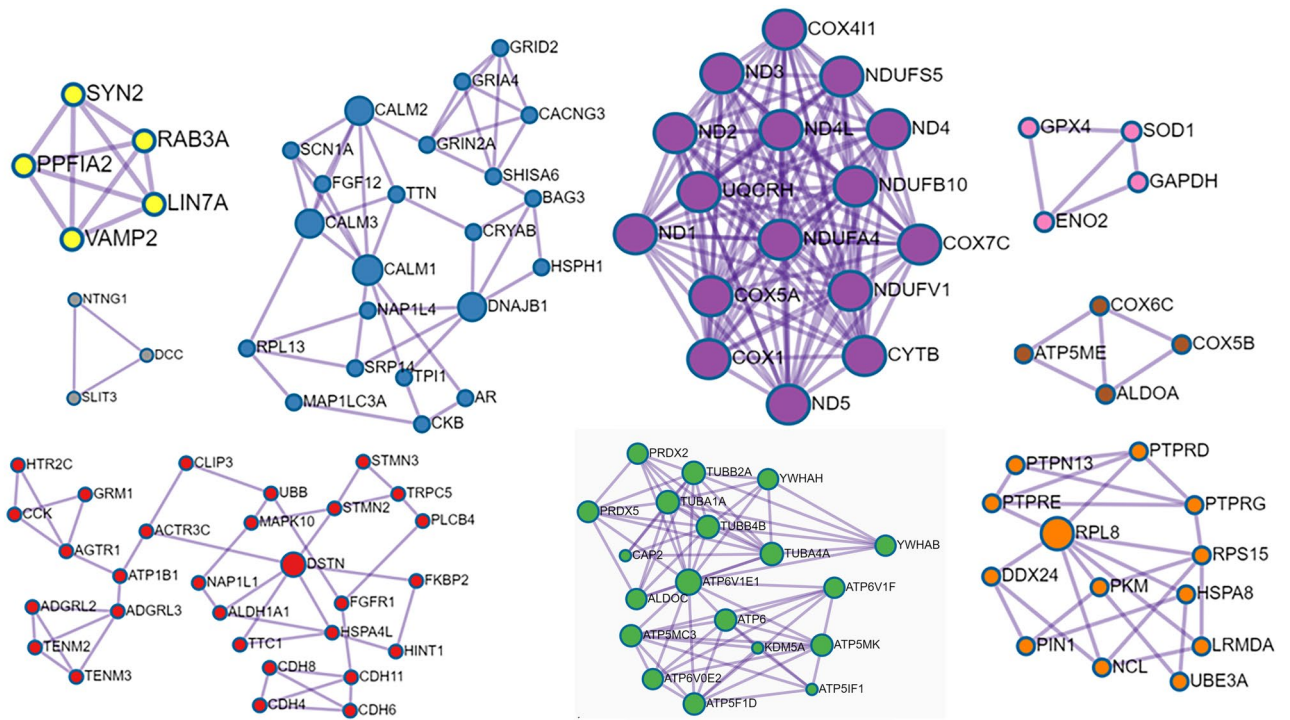 SYN2
RAB3A
PPFIA2
LIN7A
VAMP2
NTNG1
DCC
SLIT3
GRID2
GRIA4
CALM2
CACNG3
SCN1A
GRIN2A
FGF12
SHISA6
TTN
BAG3
CALM3
CRYAB
CALM1
HSPH1
NAP1L4
DNAJB1
RPL13
SRP14
TPI1
MAP1LC3A
AR
CKB
COX4I1
ND3
NDUFS5
ND2
ND4L
ND4
UQCRH
NDUFB10
ND1
NDUFA4
COX7C
COX5A
NDUFV1
COX1
CYTB
ND5
GPX4
SOD1
GAPDH
ENO2
COX6C
ATP5ME
COX5B
ALDOA
HTR2C
CLIP3
STMN3
GRM1
UBB
TRPC5
CCK
STMN2
MAPK10
PLCB4
ACTR3C
AGTR1
DSTN
ATP1B1
NAP1L1
FKBP2
ADGRL2
ADGRL3
ALDH1A1
FGFR1
HSPA4L
TENM2
TTC1
HINT1
TENM3
CDH8
CDH11
CDH4
CDH6
PRDX2
TUBB2A
YWHAH
TUBA1A
PRDX5
TUBB4B
YWHAB
CAP2
TUBA4A
ATP6V1E1
ATP6V1F
ALDOC
ATP6
ATP5MC3
KDM5A
ATP5MK
ATP6V0E2
ATP5IF1
ATP5F1D
PTPRD
PTPN13
PTPRE
PTPRG
RPL8
RPS15
DDX24
PKM
HSPA8
PIN1
LRMDA
NCL
UBE3A